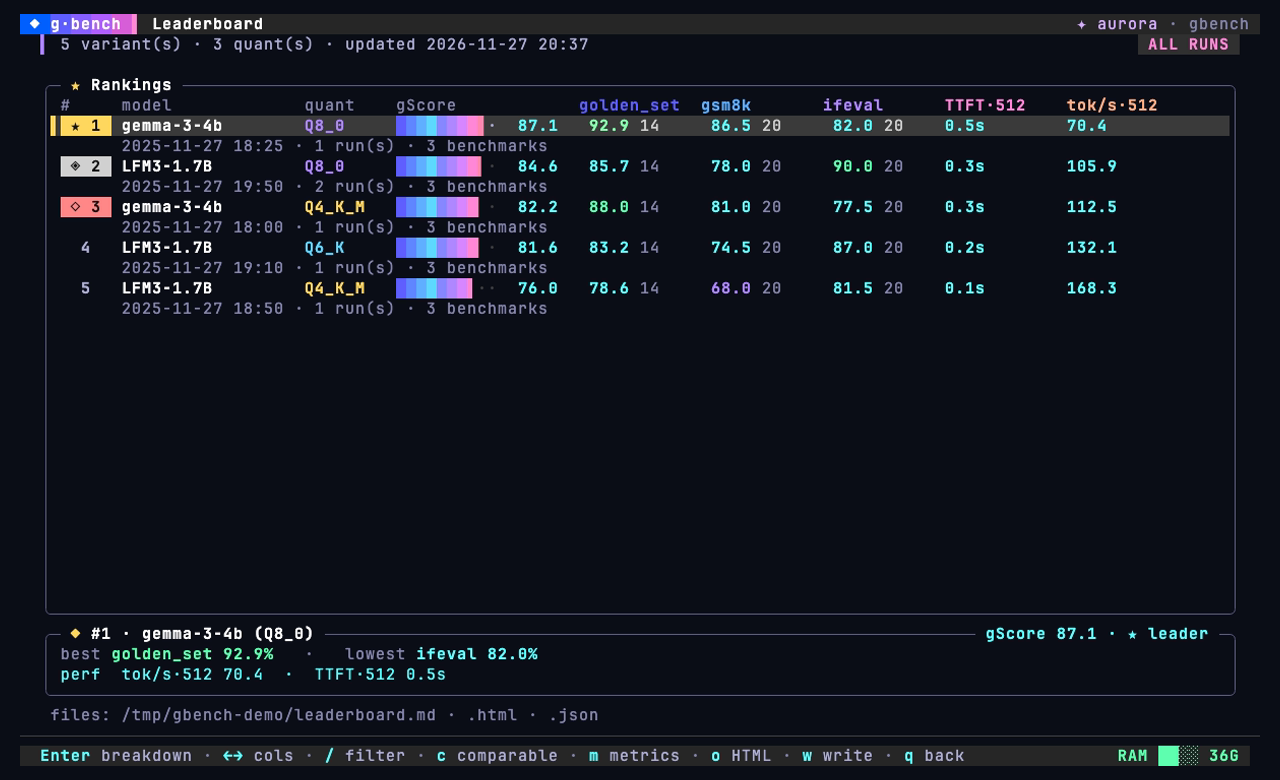 ◆ g·bench Leaderboard ✦ aurora · gbench
5 variant(s) · 3 quant(s) · updated 2026-11-27 20:37 ALL RUNS
★ Rankings
# model quant gScore golden_set gsm8k ifeval TTFT·512 tok/s·512
★ 1 gemma-3-4b Q8_0 · 87.1 92.9 14 86.5 20 82.0 20 0.5s 70.4
2025-11-27 18:25 · 1 run(s) · 3 benchmarks
◈ 2 LFM3-1.7B Q8_0 · 84.6 85.7 14 78.0 20 90.0 20 0.3s 105.9
2025-11-27 19:50 · 2 run(s) · 3 benchmarks
◇ 3 gemma-3-4b Q4_K_M · 82.2 88.0 14 81.0 20 77.5 20 0.3s 112.5
2025-11-27 18:00 · 1 run(s) · 3 benchmarks
4 LFM3-1.7B Q6_K · 81.6 83.2 14 74.5 20 87.0 20 0.2s 132.1
2025-11-27 19:10 · 1 run(s) · 3 benchmarks
5 LFM3-1.7B Q4_K_M ·· 76.0 78.6 14 68.0 20 81.5 20 0.1s 168.3
2025-11-27 18:50 · 1 run(s) · 3 benchmarks
◆ #1 · gemma-3-4b (Q8_0) gScore 87.1 · ★ leader
best golden_set 92.9% · lowest ifeval 82.0%
perf tok/s·512 70.4 · TTFT·512 0.5s
files: /tmp/gbench-demo/leaderboard.md · .html · .json
Enter breakdown · ↔ cols · / filter · c comparable · m metrics · o HTML · w write · q back RAM 36G